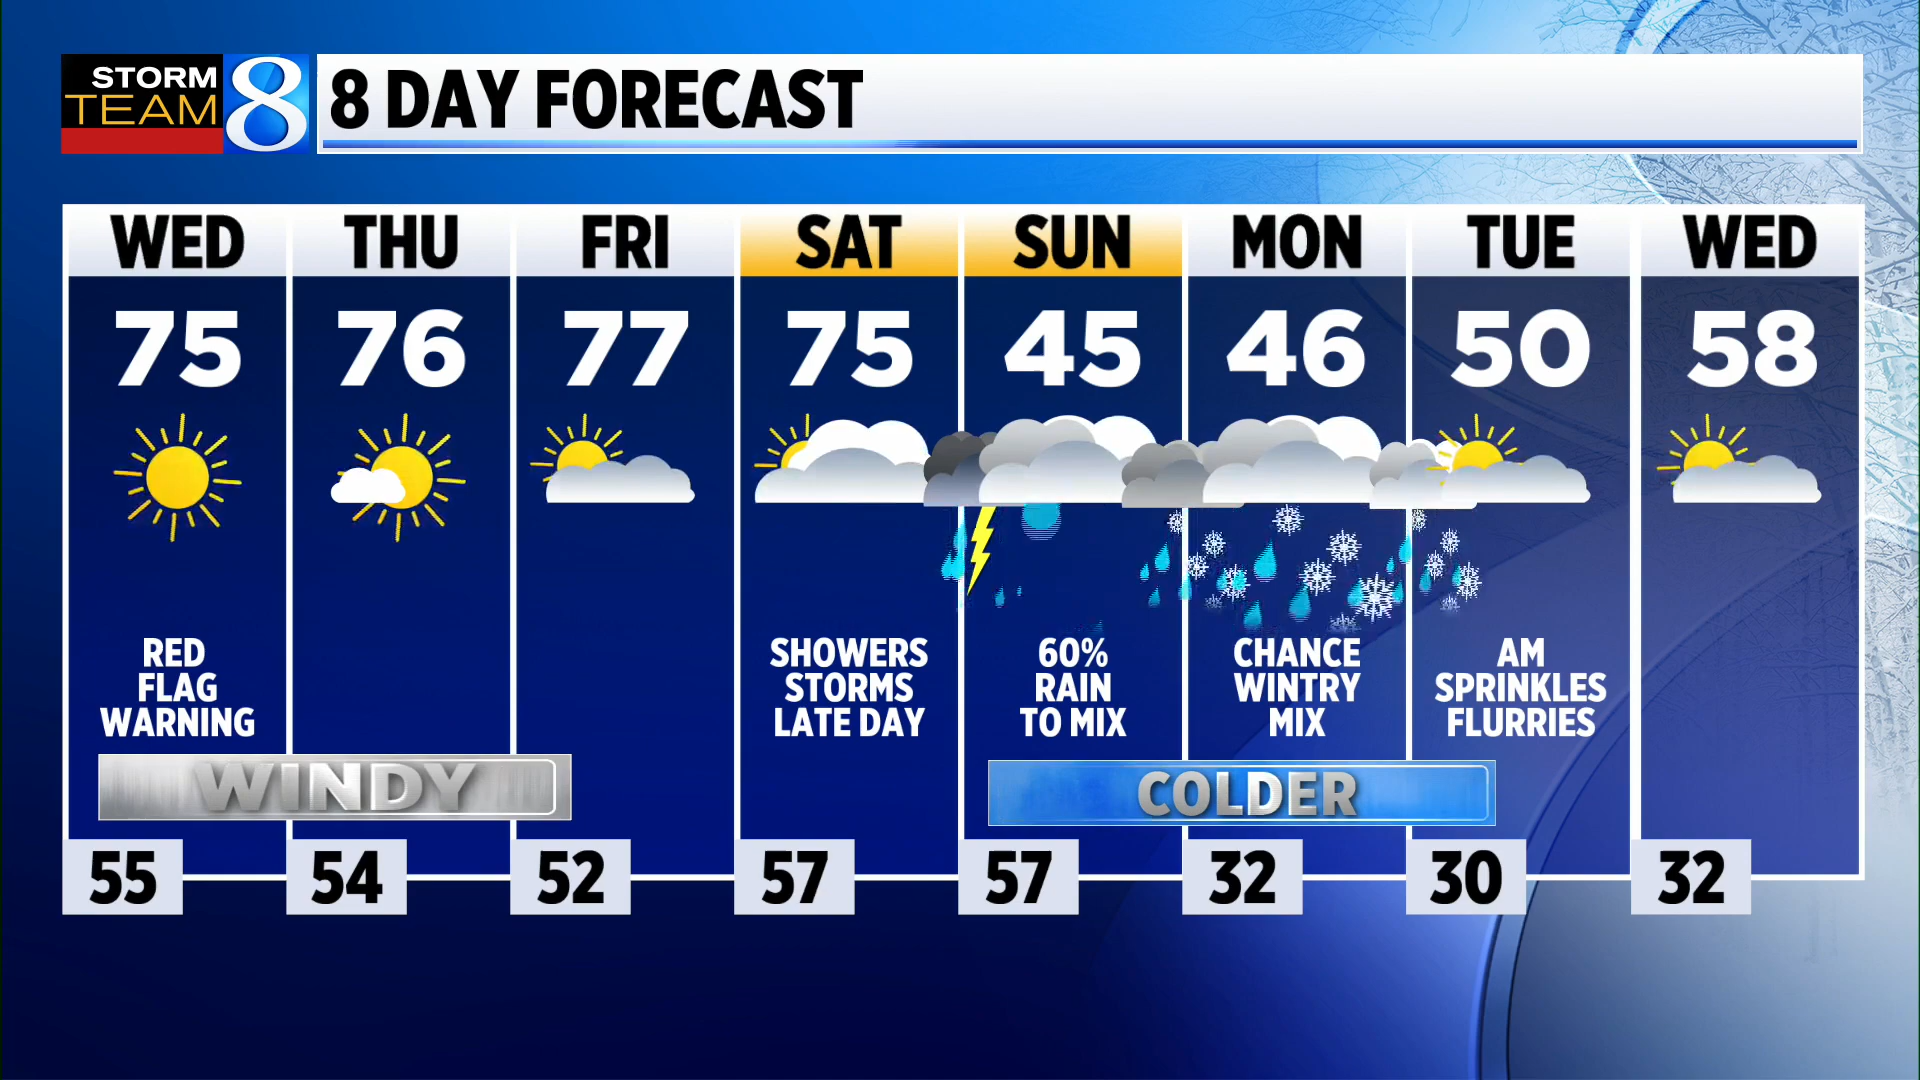 STORM
TEAM
8
8 DAY FORECAST
WED THU FRI SAT SUN MON TUE WED
75 76 77 75 45 46 50 58
RED
FLAG
WARNING
SHOWERS
STORMS
LATE DAY
60%
RAIN
TO MIX
CHANCE
WINTRY
MIX
AM
SPRINKLES
FLURRIES
WINDY
COLDER
55 54 52 57 57 32 30 32